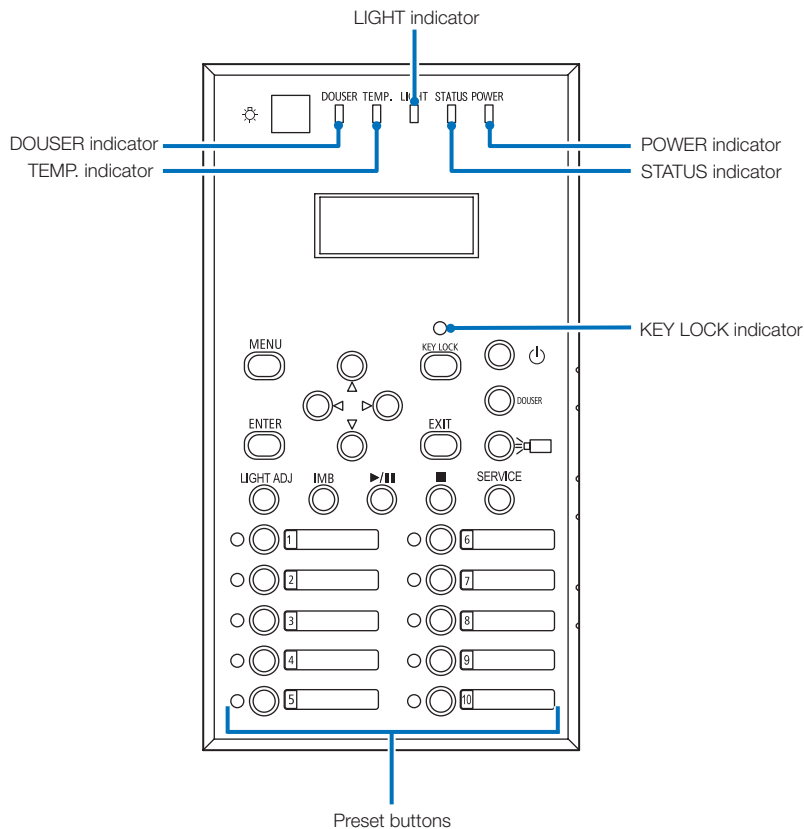 LIGHT indicator
DOUSER TEMP. LIGHT STATUS POWER
DOUSER indicator
POWER indicator
TEMP. indicator
STATUS indicator
KEY LOCK indicator
MENU
KEY LOCK
DOUSER
ENTER
EXIT
LIGHT ADJ
IMB
SERVICE
1
6
2
7
3
8
4
9
5
10
Preset buttons